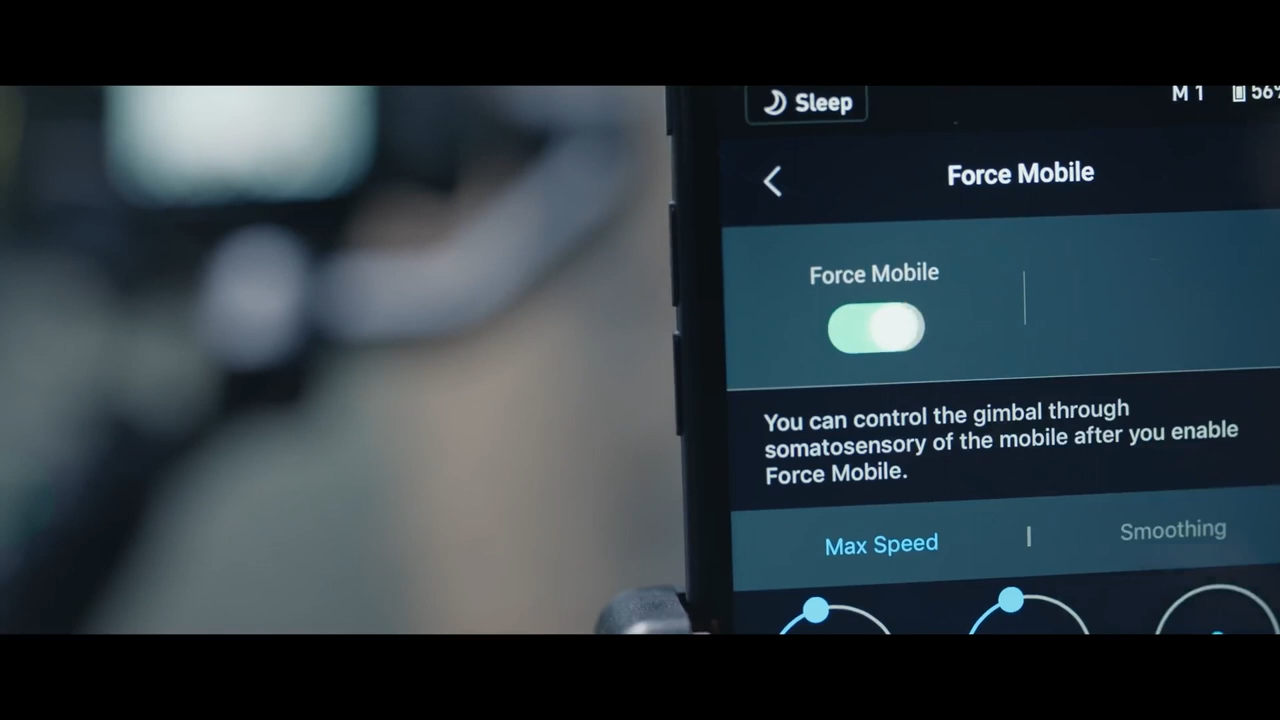 Sleep
M 1 56%
Force Mobile
Force Mobile
You can control the gimbal through
somatosensory of the mobile after you enable
Force Mobile.
Max Speed | Smoothing